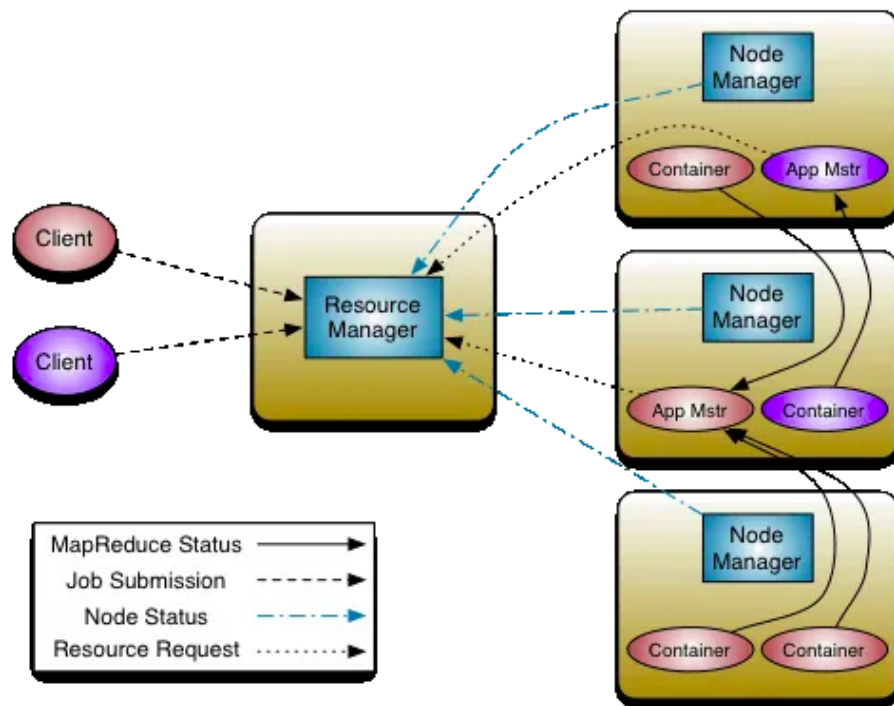 Node
Manager
Container
App Mstr
Client
Client
Resource
Manager
Node
Manager
App Mstr
Container
Node
Manager
Container
Container
MapReduce Status
Job Submission
Node Status
Resource Request